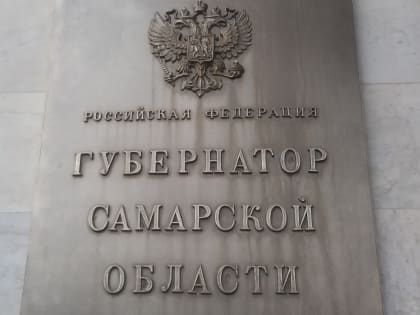 РОССИЙСКАЯ ФЕДЕРАЦИЯ
ГУБЕРНАТОР
САМАРСКОЙ
ОБЛАСТИ